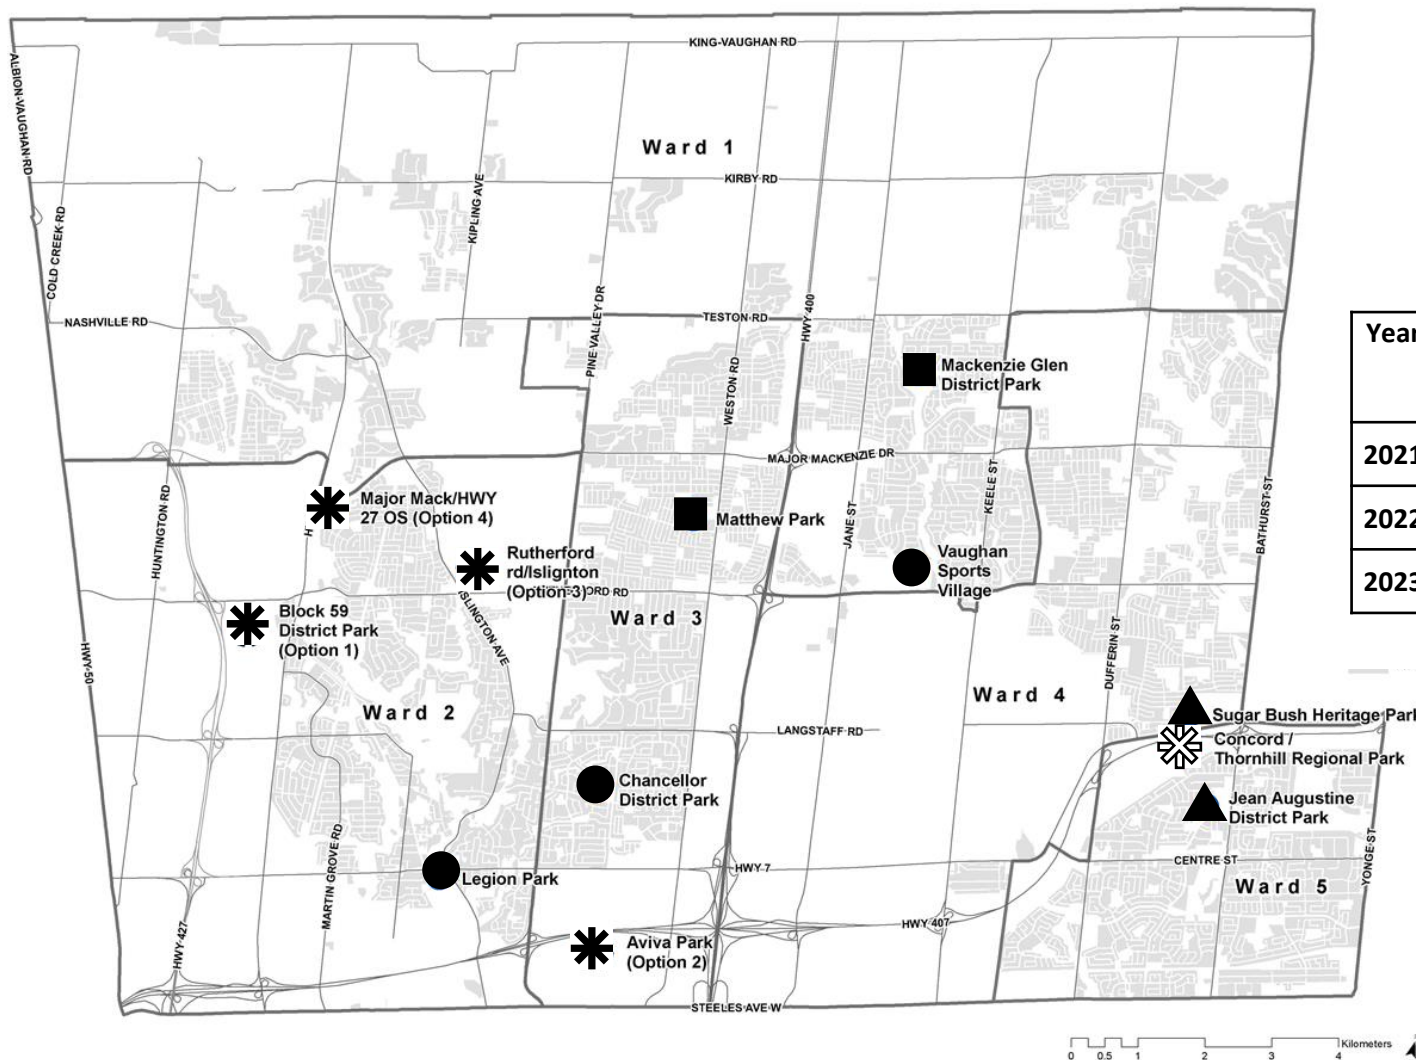 KING-VAUGHAN RD
ALBION-VAUGHAN RD
Ward 1
KIRBY RD
KIPLING AVE
COLD CREEK RD
NASHVILLE RD
PINE VALLEY DR
TESTON RD
HWY 400
WESTON RD
Year
Mackenzie Glen
District Park
2021
2022
2023
MAJOR MACKENZIE DR
KEELE ST
JANE ST
BATHURST ST
HUNTINGTON RD
H
Major Mack/HWY
27 OS (Option 4)
Matthew Park
Rutherford
rd/Islignton
(Option 3)
ORD RD
Vaughan
Sports
Village
Block 59
District Park
(Option 1)
Ward 3
ISLINGTON AVE
HWY 50
DUFFERIN ST
Ward 2
Ward 4
LANGSTAFF RD
Sugar Bush Heritage Park
Concord /
Thornhill Regional Park
Chancellor
District Park
Jean Augustine
District Park
MARTIN GROVE RD
YONGE ST
CENTRE ST
HWY 7
Legion Park
Ward 5
HWY 427
HWY 407
Aviva Park
(Option 2)
STEELES AVE W
Kilometers
0 0.5 1 2 3 4